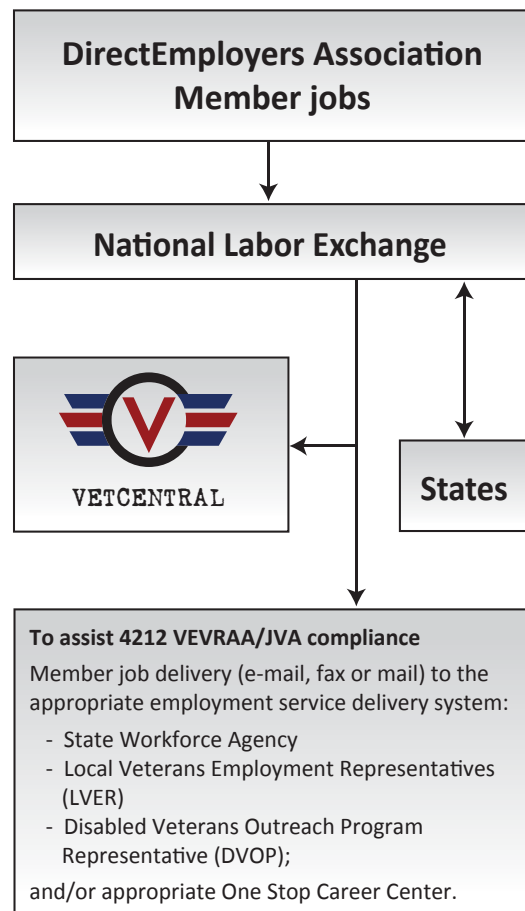 DirectEmployers Association
Member jobs
National Labor Exchange
V
VETCENTRAL
States
To assist 4212 VEVRAA/JVA compliance
Member job delivery (e-mail, fax or mail) to the
appropriate employment service delivery system:
- State Workforce Agency
- Local Veterans Employment Representatives
(LVER)
- Disabled Veterans Outreach Program
Representative (DVOP);
and/or appropriate One Stop Career Center.